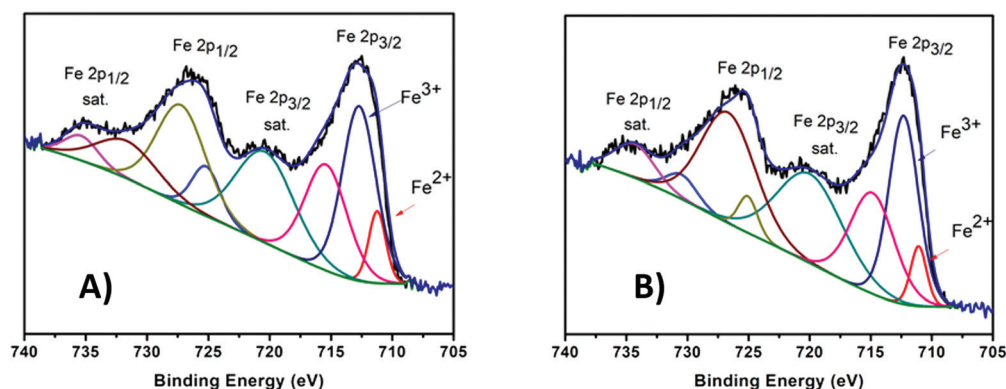 Fe 2p3/2
Fe 2p1/2
Fe 2p1/2
sat.
Fe 2p3/2
sat.
Fe3+
Fe2+
A)
740 735 730 725 720 715 710 705
Binding Energy (eV)
Fe 2p3/2
Fe 2p1/2
Fe 2p1/2
sat.
Fe 2p3/2
sat.
Fe3+
Fe2+
B)
740 735 730 725 720 715 710 705
Binding Energy (eV)